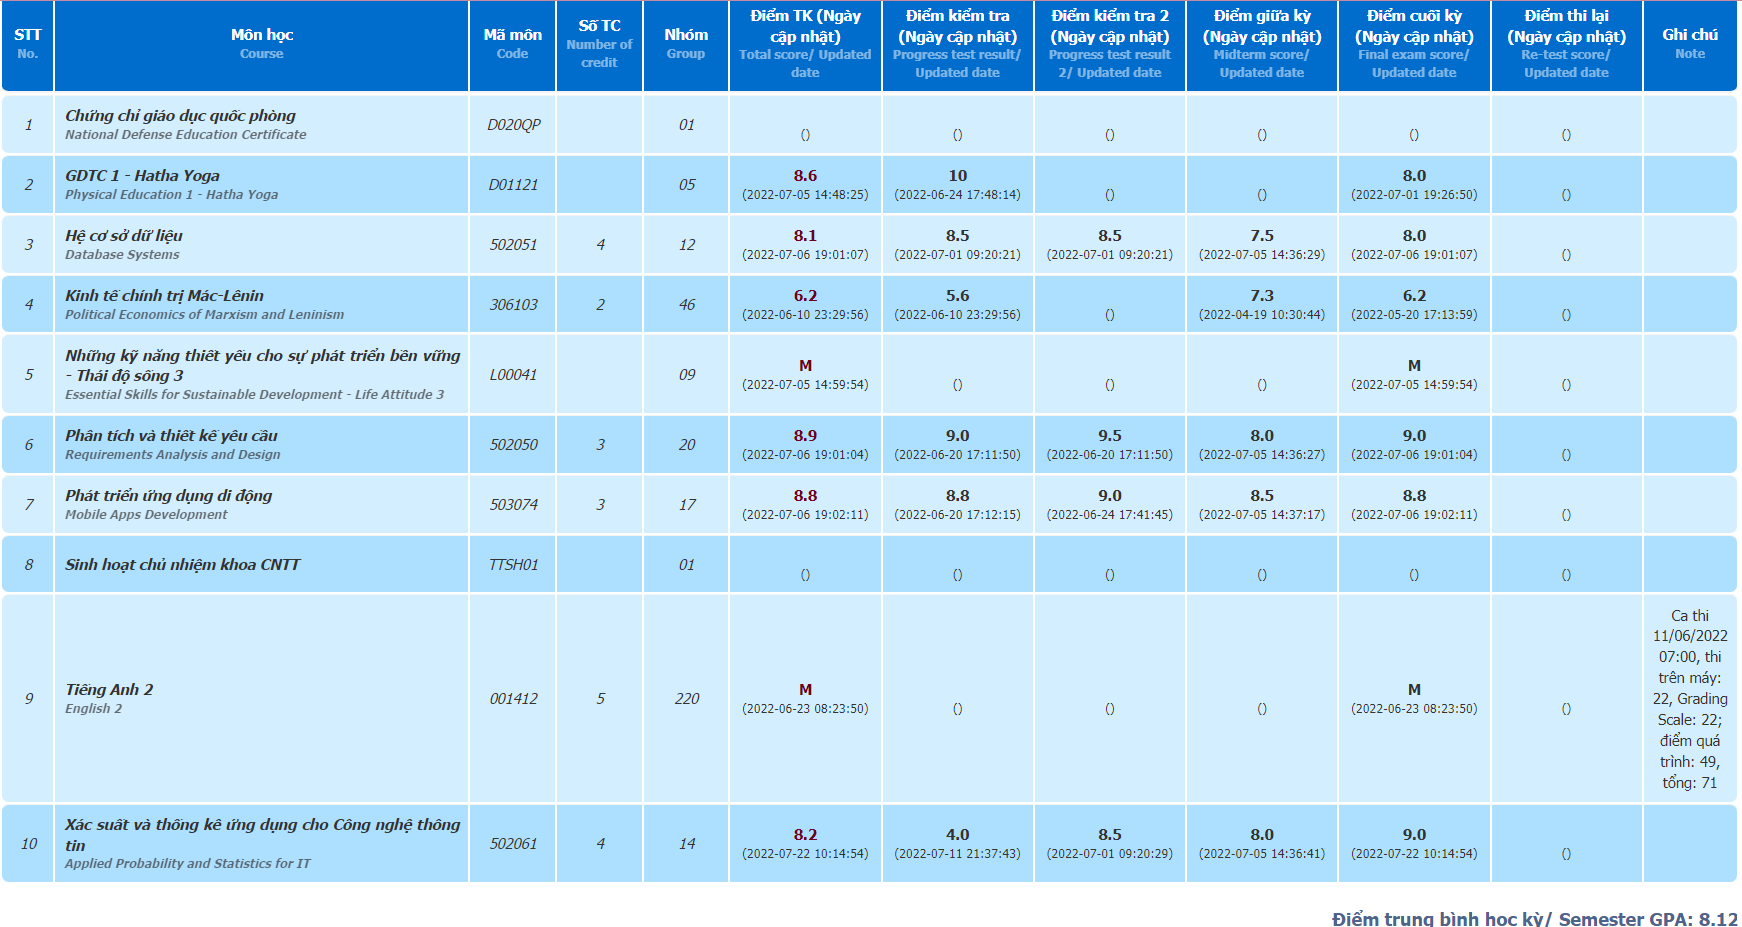 STT
No.
Môn học
Course
Mã môn
Code
Số TC
Number of
credit
Nhóm
Group
Điểm TK (Ngày
cập nhật)
Total score/ Updated
date
Điểm kiểm tra
(Ngày cập nhật)
Progress test result/
Updated date
Điểm kiểm tra 2
(Ngày cập nhật)
Progress test result
2/ Updated date
Điểm giữa kỳ
(Ngày cập nhật)
Midterm score/
Updated date
Điểm cuối kỳ
(Ngày cập nhật)
Final exam score/
Updated date
Điểm thi lại
(Ngày cập nhật)
Re-test score/
Updated date
Ghi chú
Note
1
Chứng chỉ giáo dục quốc phòng
National Defense Education Certificate
D020QP
01
()
()
()
()
()
()
2
GDTC 1 - Hatha Yoga
Physical Education 1 - Hatha Yoga
D01121
05
8.6
(2022-07-05 14:48:25)
10
(2022-06-24 17:48:14)
()
()
8.0
(2022-07-01 19:26:50)
()
3
Hệ cơ sở dữ liệu
Database Systems
502051
4
12
8.1
(2022-07-06 19:01:07)
8.5
(2022-07-01 09:20:21)
8.5
(2022-07-01 09:20:21)
7.5
(2022-07-05 14:36:29)
8.0
(2022-07-06 19:01:07)
()
4
Kinh tế chính trị Mác-Lênin
Political Economics of Marxism and Leninism
306103
2
46
6.2
(2022-06-10 23:29:56)
5.6
(2022-06-10 23:29:56)
()
7.3
(2022-04-19 10:30:44)
6.2
(2022-05-20 17:13:59)
()
5
Những kỹ năng thiết yếu cho sự phát triển bền vững
- Thái độ sống 3
Essential Skills for Sustainable Development - Life Attitude 3
L00041
09
M
(2022-07-05 14:59:54)
()
()
()
M
(2022-07-05 14:59:54)
()
6
Phân tích và thiết kế yêu cầu
Requirements Analysis and Design
502050
3
20
8.9
(2022-07-06 19:01:04)
9.0
(2022-06-20 17:11:50)
9.5
(2022-06-20 17:11:50)
8.0
(2022-07-05 14:36:27)
9.0
(2022-07-06 19:01:04)
()
7
Phát triển ứng dụng di động
Mobile Apps Development
503074
3
17
8.8
(2022-07-06 19:02:11)
8.8
(2022-06-20 17:12:15)
9.0
(2022-06-24 17:41:45)
8.5
(2022-07-05 14:37:17)
8.8
(2022-07-06 19:02:11)
()
8
Sinh hoạt chủ nhiệm khoa CNTT
TTSH01
01
()
()
()
()
()
()
9
Tiếng Anh 2
English 2
001412
5
220
M
(2022-06-23 08:23:50)
()
()
()
M
(2022-06-23 08:23:50)
()
Ca thi
11/06/2022
07:00, thi
trên máy:
22, Grading
Scale: 22;
điểm quá
trình: 49,
tổng: 71
10
Xác suất và thống kê ứng dụng cho Công nghệ thông
tin
Applied Probability and Statistics for IT
502061
4
14
8.2
(2022-07-22 10:14:54)
4.0
(2022-07-11 21:37:43)
8.5
(2022-07-01 09:20:29)
8.0
(2022-07-05 14:36:41)
9.0
(2022-07-22 10:14:54)
()
Điểm trung bình học kỳ/ Semester GPA: 8.12